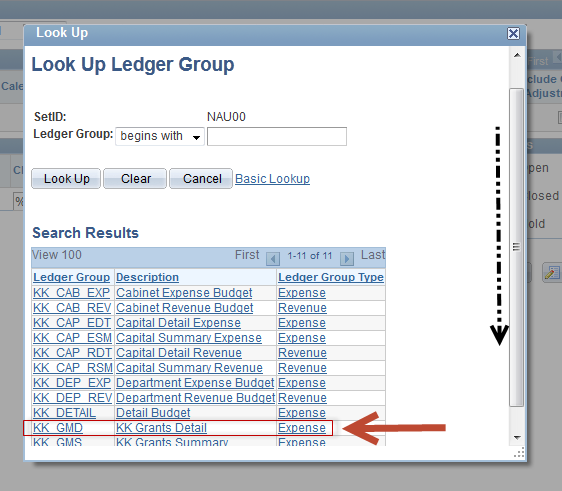 Look Up
Look Up Ledger Group
SetID: NAU00
Ledger Group: begins with
Look Up Clear Cancel Basic Lookup
Search Results
View 100 First 1-11 of 11 Last
Ledger Group Description Ledger Group Type
KK_CAB_EXP Cabinet Expense Budget Expense
KK_CAB_REV Cabinet Revenue Budget Revenue
KK_CAP_EDT Capital Detail Expense Expense
KK_CAP_ESM Capital Summary Expense Expense
KK_CAP_RDT Capital Detail Revenue Revenue
KK_CAP_RSM Capital Summary Revenue Revenue
KK_DEP_EXP Department Expense Budget Expense
KK_DEP_REV Department Revenue Budget Revenue
KK_DETAIL Detail Budget Expense
KK_GMD KK Grants Detail Expense
KK_GMS KK Grants Summary Expense
Cale
%
First
clude
Adjust
pen
losed
old